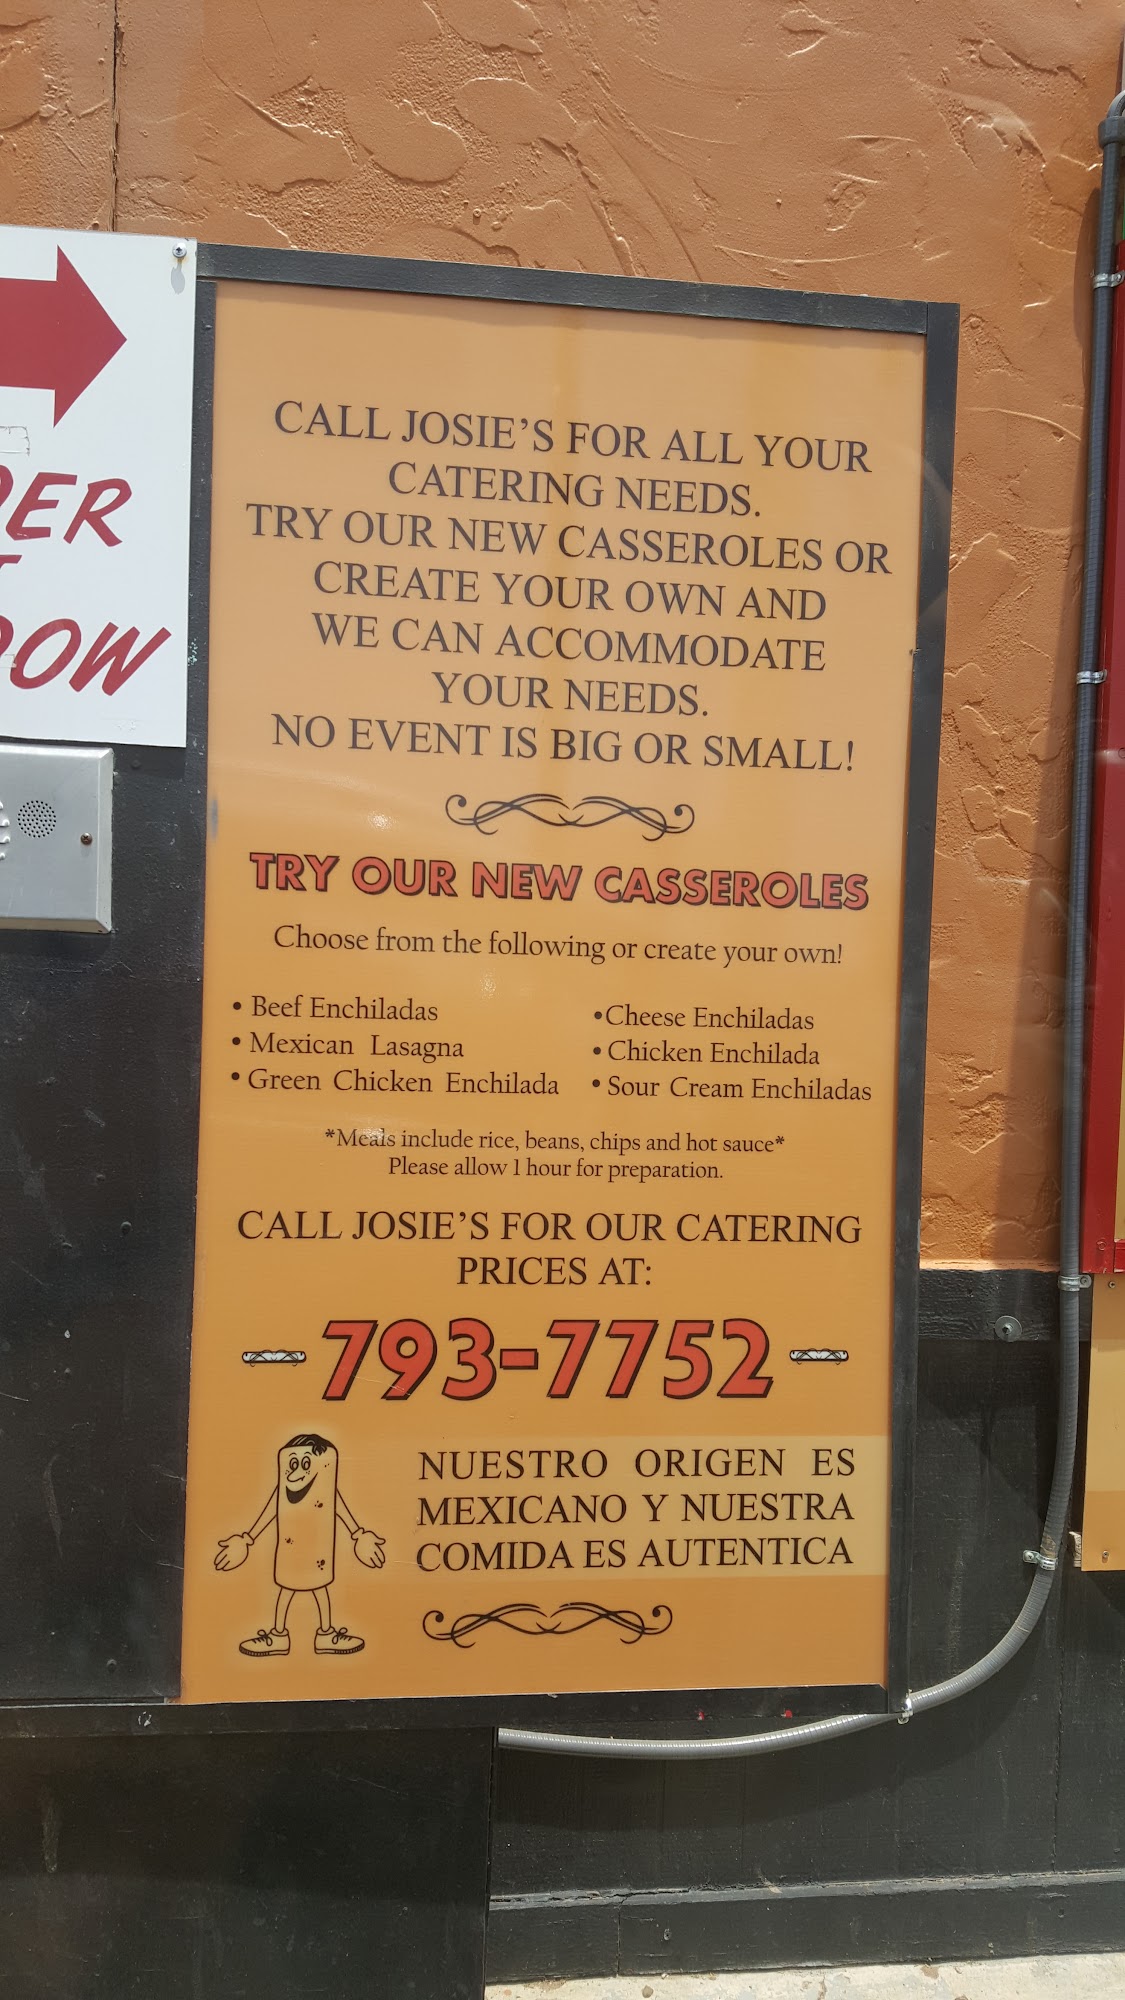 DER
T
DOW
CALL JOSIE'S FOR ALL YOUR
CATERING NEEDS.
TRY OUR NEW CASSEROLES OR
CREATE YOUR OWN AND
WE CAN ACCOMMODATE
YOUR NEEDS.
NO EVENT IS BIG OR SMALL!
TRY OUR NEW CASSEROLES
Choose from the following or create your own!
• Beef Enchiladas
• Mexican Lasagna
• Green Chicken Enchilada
• Cheese Enchiladas
• Chicken Enchilada
• Sour Cream Enchiladas
*Meals include rice, beans, chips and hot sauce*
Please allow 1 hour for preparation.
CALL JOSIE'S FOR OUR CATERING
PRICES AT:
793-7752
NUESTRO ORIGEN ES
MEXICANO Y NUESTRA
COMIDA ES AUTENTICA